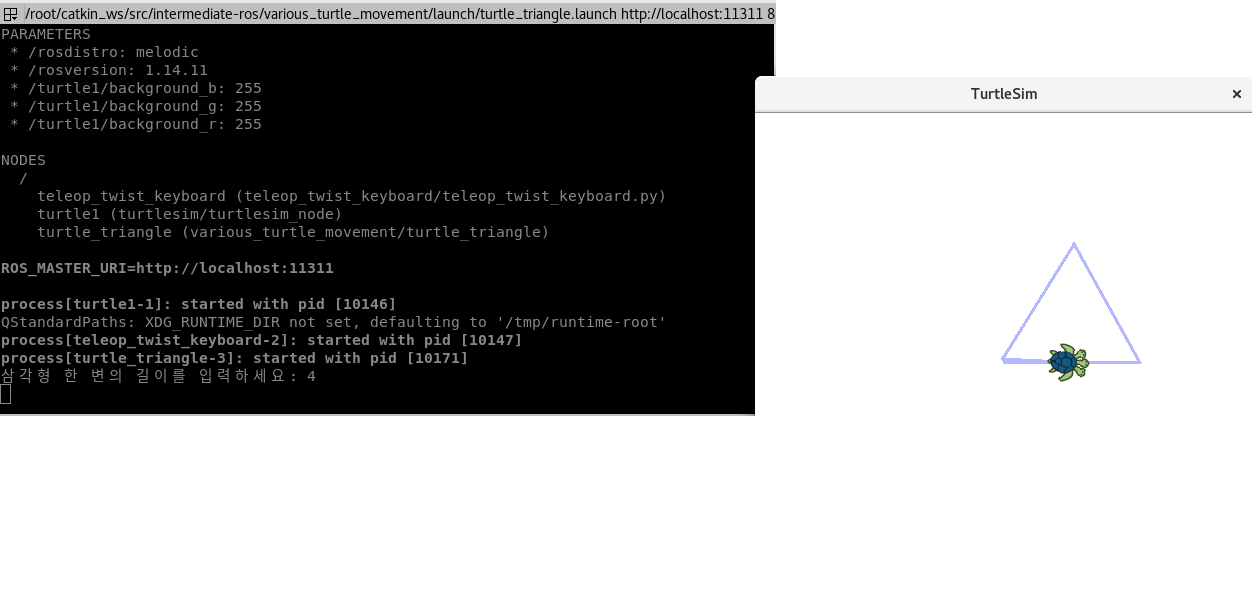 /root/catkin_ws/src/intermediate-ros/various_turtle_movement/launch/turtle_triangle.launch http://localhost:11311 8
PARAMETERS
* /rosdistro: melodic
* /rosversion: 1.14.11
* /turtle1/background_b: 255
* /turtle1/background_g: 255
* /turtle1/background_r: 255
NODES
/
teleop_twist_keyboard (teleop_twist_keyboard/teleop_twist_keyboard.py)
turtle1 (turtlesim/turtlesim_node)
turtle_triangle (various_turtle_movement/turtle_triangle)
ROS_MASTER_URI=http://localhost:11311
process[turtle1-1]: started with pid [10146]
QStandardPaths: XDG_RUNTIME_DIR not set, defaulting to '/tmp/runtime-root'
process[teleop_twist_keyboard-2]: started with pid [10147]
process[turtle_triangle-3]: started with pid [10171]
삼각형 한 변의 길이를 입력하세요: 4
TurtleSim